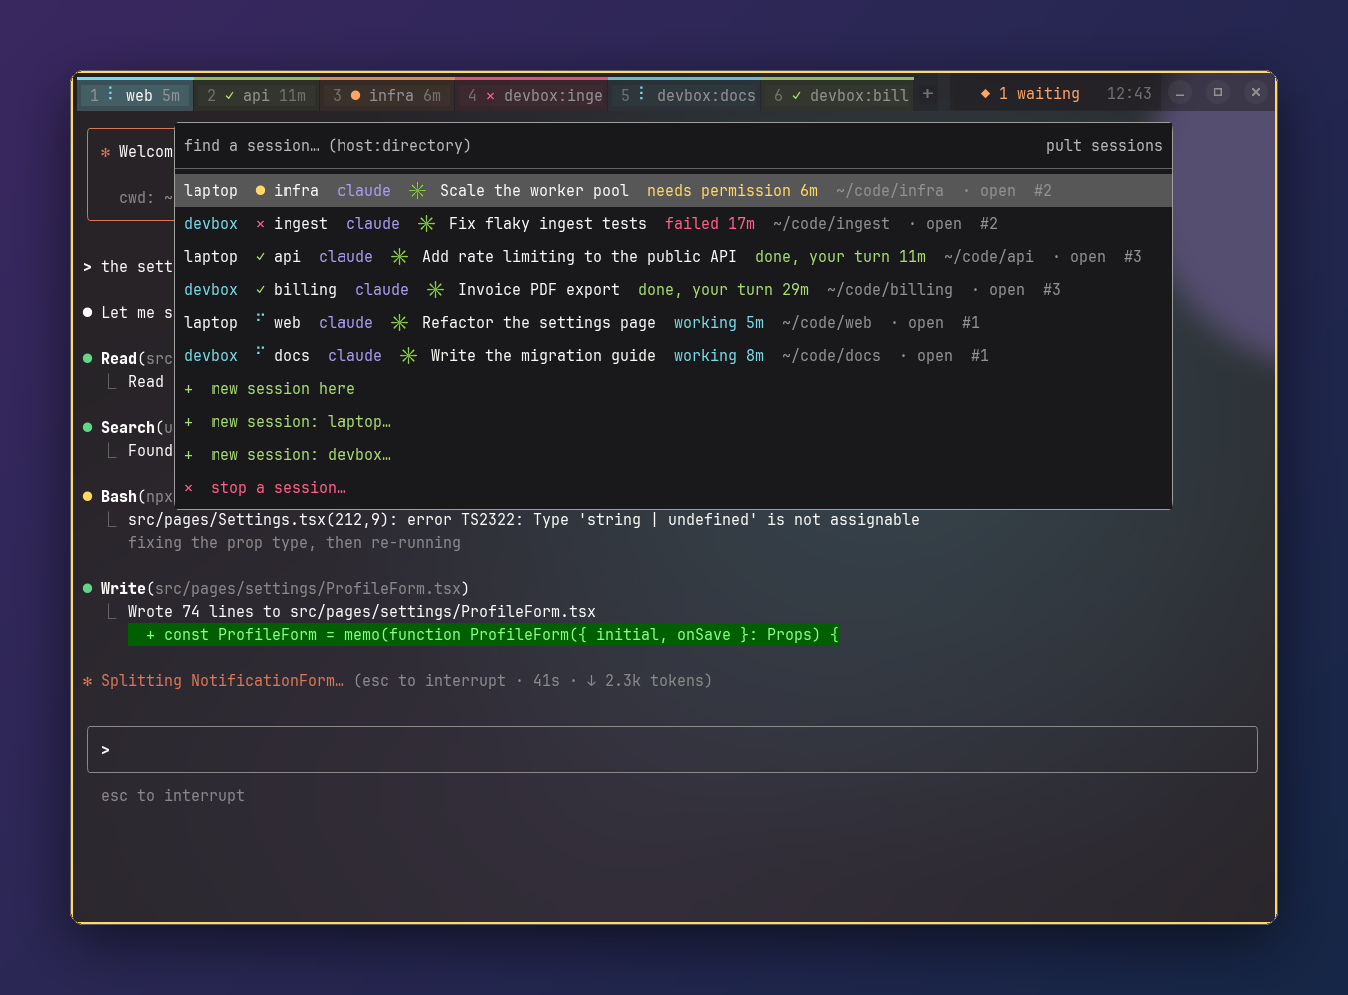 1 ⠇ web 5m 2 ✓ api 11m 3 ● infra 6m 4 × devbox:inge 5 ⠇ devbox:docs 6 ✓ devbox:bill + ◆ 1 waiting 12:43
find a session… (host:directory) pult sessions
✻ Welcom
laptop ● infra claude ✳ Scale the worker pool needs permission 6m ~/code/infra · open #2
cwd: ~
devbox × ingest claude ✳ Fix flaky ingest tests failed 17m ~/code/ingest · open #2
laptop ✓ api claude ✳ Add rate limiting to the public API done, your turn 11m ~/code/api · open #3
> the sett
devbox ✓ billing claude ✳ Invoice PDF export done, your turn 29m ~/code/billing · open #3
● Let me s
laptop ⠋ web claude ✳ Refactor the settings page working 5m ~/code/web · open #1
devbox ⠋ docs claude ✳ Write the migration guide working 8m ~/code/docs · open #1
● Read(src
⎿ Read
+ new session here
+ new session: laptop…
● Search(u
⎿ Found
+ new session: devbox…
× stop a session…
● Bash(npx
⎿ src/pages/Settings.tsx(212,9): error TS2322: Type 'string | undefined' is not assignable
fixing the prop type, then re-running
● Write(src/pages/settings/ProfileForm.tsx)
⎿ Wrote 74 lines to src/pages/settings/ProfileForm.tsx
+ const ProfileForm = memo(function ProfileForm({ initial, onSave }: Props) {
✻ Splitting NotificationForm… (esc to interrupt · 41s · ↓ 2.3k tokens)
>
esc to interrupt